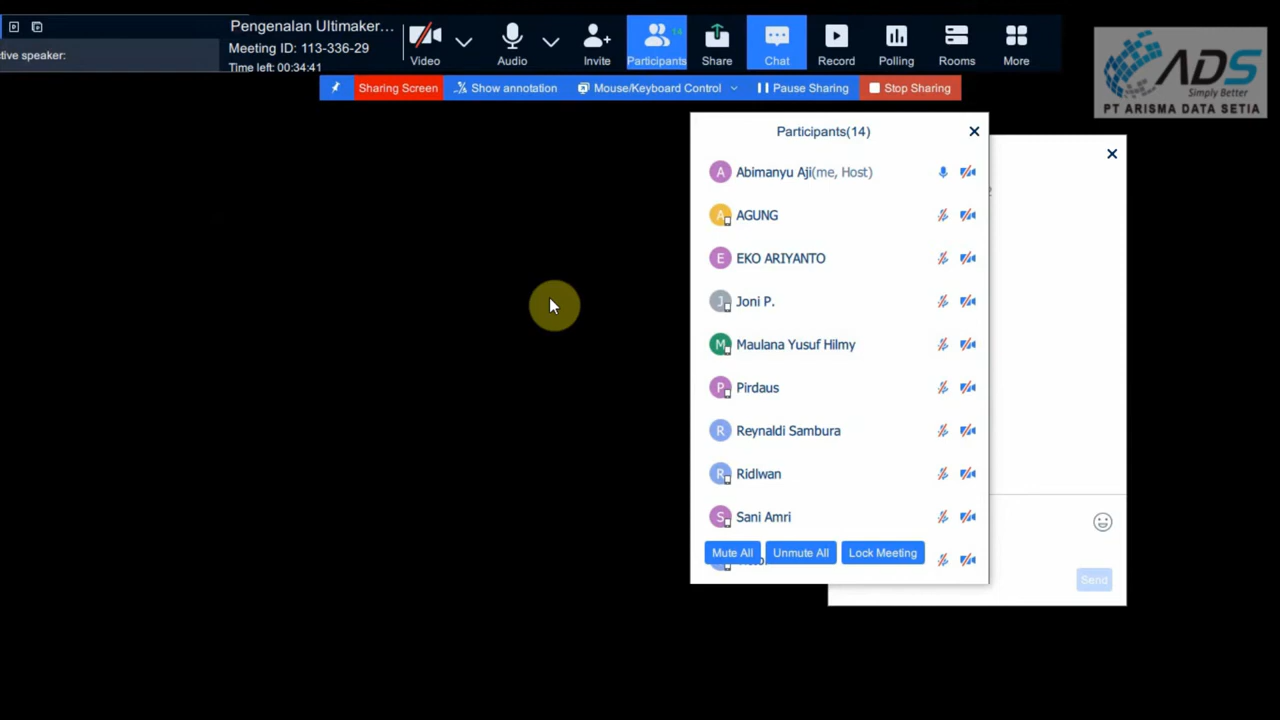 Pengenalan Ultimaker...
Meeting ID: 113-336-29
Time left: 00:34:41
ctive speaker:
Video
Audio
Invite
14
Participants
Share
Chat
Record
Polling
Rooms
More
ADS
Simply Better
PT ARISMA DATA SETIA
Sharing Screen
Show annotation
Mouse/Keyboard Control
Pause Sharing
Stop Sharing
Participants(14)
A Abimanyu Aji(me, Host)
A AGUNG
E EKO ARIYANTO
J Joni P.
M Maulana Yusuf Hilmy
P Pirdaus
R Reynaldi Sambura
R Ridlwan
S Sani Amri
Mute All
Unmute All
Lock Meeting
Send